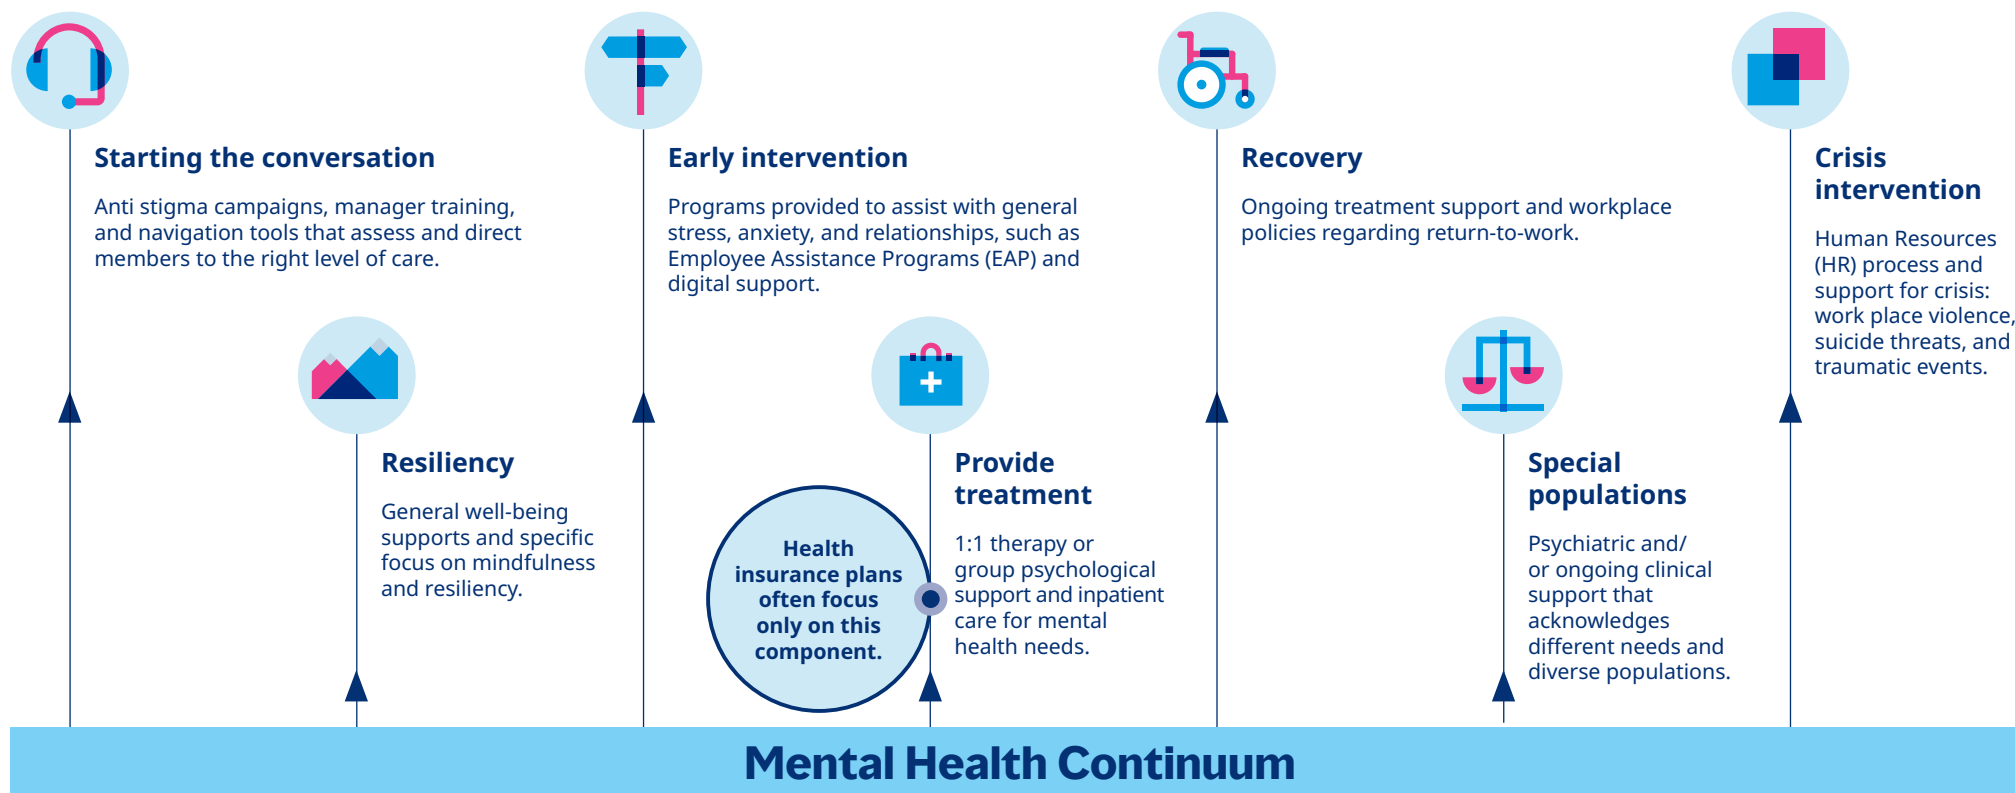 Starting the conversation
Anti stigma campaigns, manager training,
and navigation tools that assess and direct
members to the right level of care.
Resiliency
General well-being
supports and specific
focus on mindfulness
and resiliency.
Early intervention
Programs provided to assist with general
stress, anxiety, and relationships, such as
Employee Assistance Programs (EAP) and
digital support.
Health
insurance plans
often focus
only on this
component.
Provide
treatment
1:1 therapy or
group psychological
support and inpatient
care for mental
health needs.
Recovery
Ongoing treatment support and workplace
policies regarding return-to-work.
Special
populations
Psychiatric and/
or ongoing clinical
support that
acknowledges
different needs and
diverse populations.
Crisis
intervention
Human Resources
(HR) process and
support for crisis:
work place violence,
suicide threats, and
traumatic events.
Mental Health Continuum